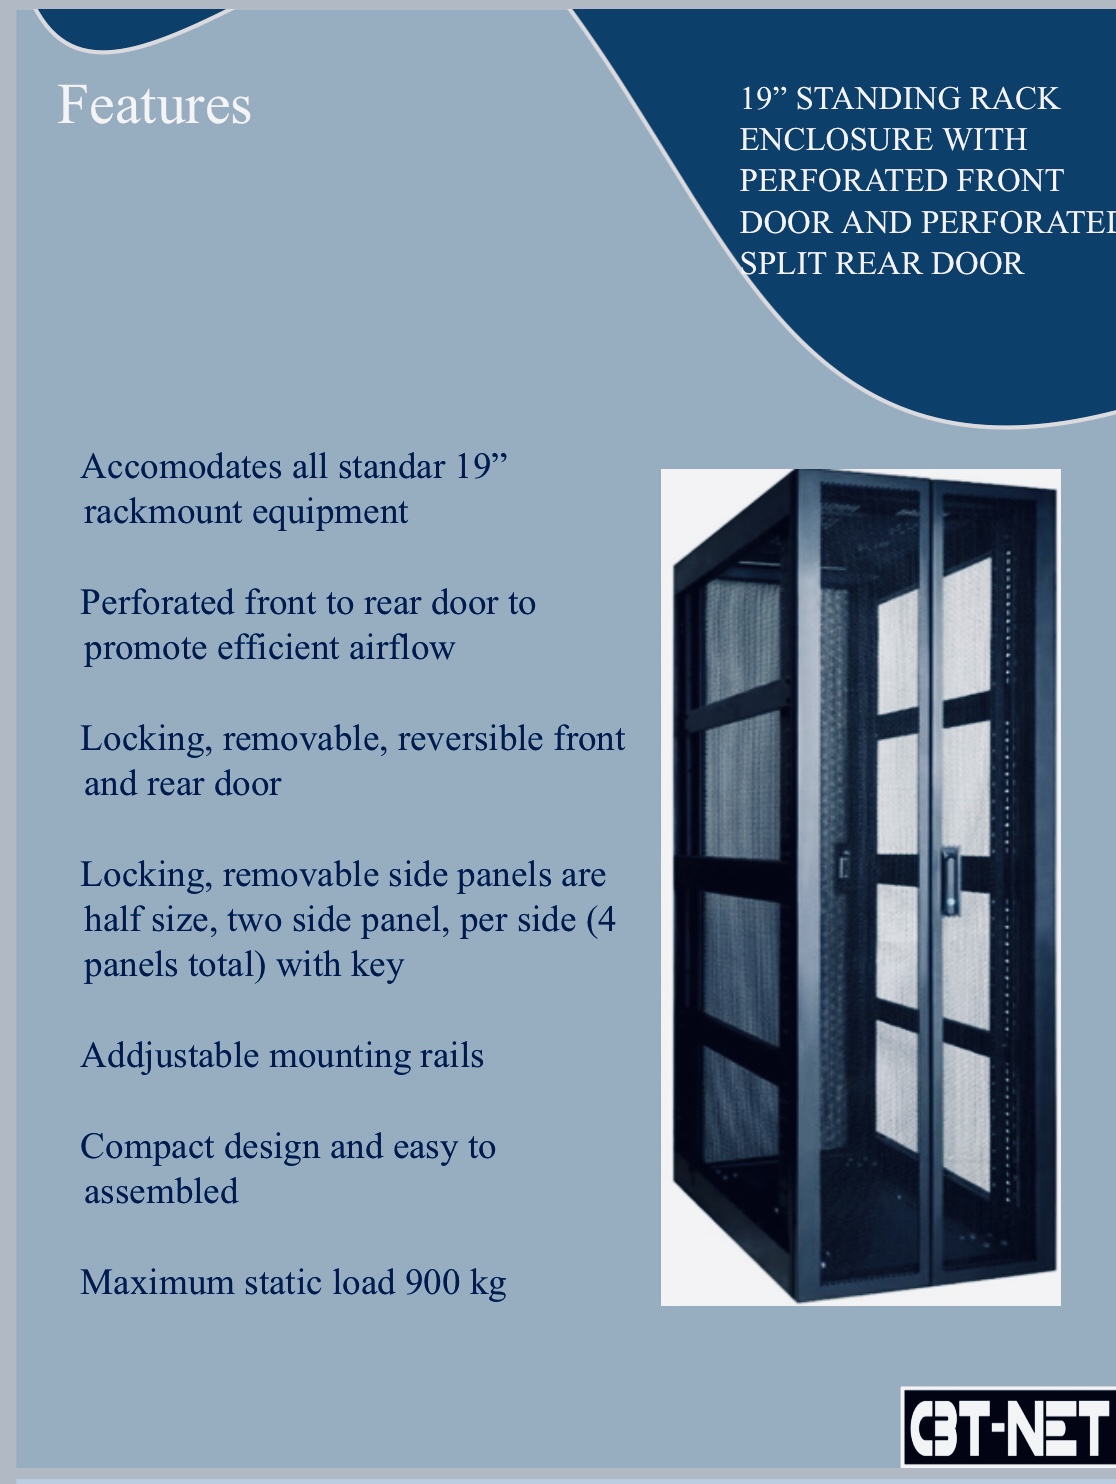 Features
19” STANDING RACK
ENCLOSURE WITH
PERFORATED FRONT
DOOR AND PERFORATED
SPLIT REAR DOOR
Accomodates all standar 19”
rackmount equipment
Perforated front to rear door to
promote efficient airflow
Locking, removable, reversible front
and rear door
Locking, removable side panels are
half size, two side panel, per side (4
panels total) with key
Addjustable mounting rails
Compact design and easy to
assembled
Maximum static load 900 kg
CBT-NET